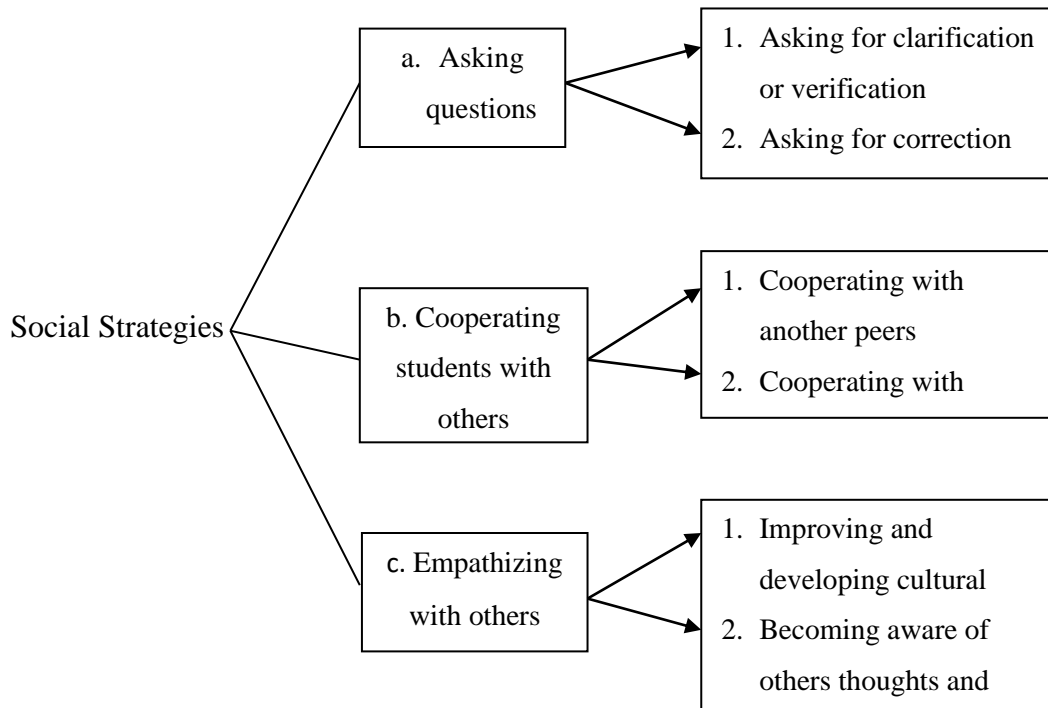 a. Asking
questions
1. Asking for clarification
or verification
2. Asking for correction
Social Strategies
b. Cooperating
students with
others
1. Cooperating with
another peers
2. Cooperating with
c. Empathizing
with others
1. Improving and
developing cultural
2. Becoming aware of
others thoughts and